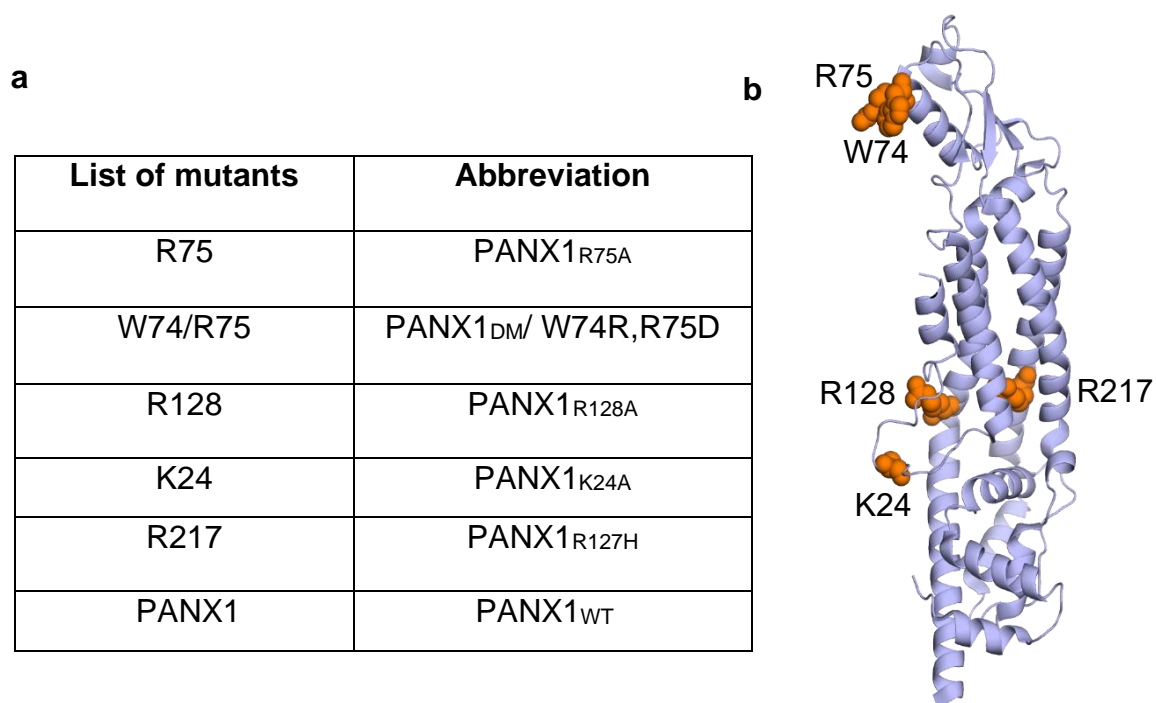 a
List of mutants Abbreviation
R75 PANX1R75A
W74/R75 PANX1DM/ W74R,R75D
R128 PANX1R128A
K24 PANX1K24A
R217 PANX1R127H
PANX1 PANX1WT
b
R75
W74
R128
R217
K24